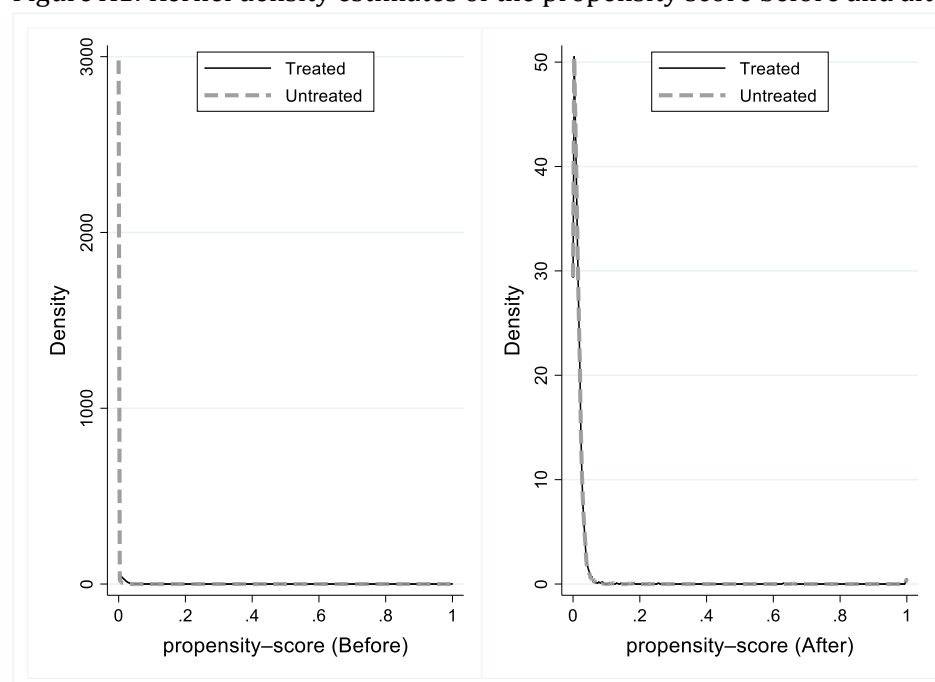 Figure A2: Kernel density estimates of the propensity score before and
Treated
Untreated
3000
2000
1000
0
Density
0 .2 .4 .6 .8 1
propensity–score (Before)
Treated
Untreated
50
40
30
20
10
0
Density
0 .2 .4 .6 .8 1
propensity–score (After)